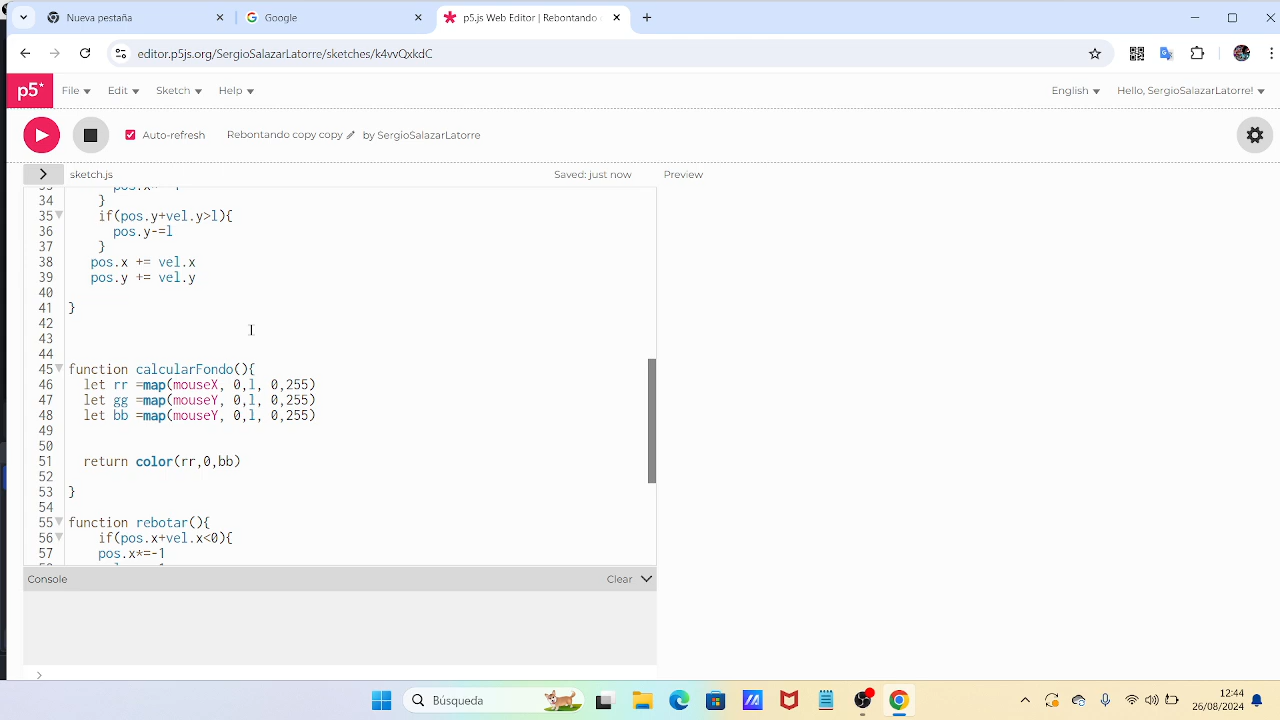 Nueva pestaña
Google
p5.js Web Editor | Rebontando
editor.p5js.org/SergioSalazarLatorre/sketches/k4vvQxkdC
p5* File Edit Sketch Help English Hello, SergioSalazarLatorre!
Auto-refresh Rebontando copy copy by SergioSalazarLatorre
> sketch.js Saved: just now Preview
34 }
35 if(pos.y+vel.y>l){
36 pos.y-=l
37 }
38 pos.x += vel.x
39 pos.y += vel.y
40
41 }
42
43
44
45 function calcularFondo(){
46 let rr =map(mouseX, 0,l, 0,255)
47 let gg =map(mouseY, 0,l, 0,255)
48 let bb =map(mouseY, 0,l, 0,255)
49
50
51 return color(rr,0,bb)
52
53 }
54
55 function rebotar(){
56 if(pos.x+vel.x<0){
57 pos.x*=-1
Console Clear
>
Búsqueda
12:44
26/08/2024